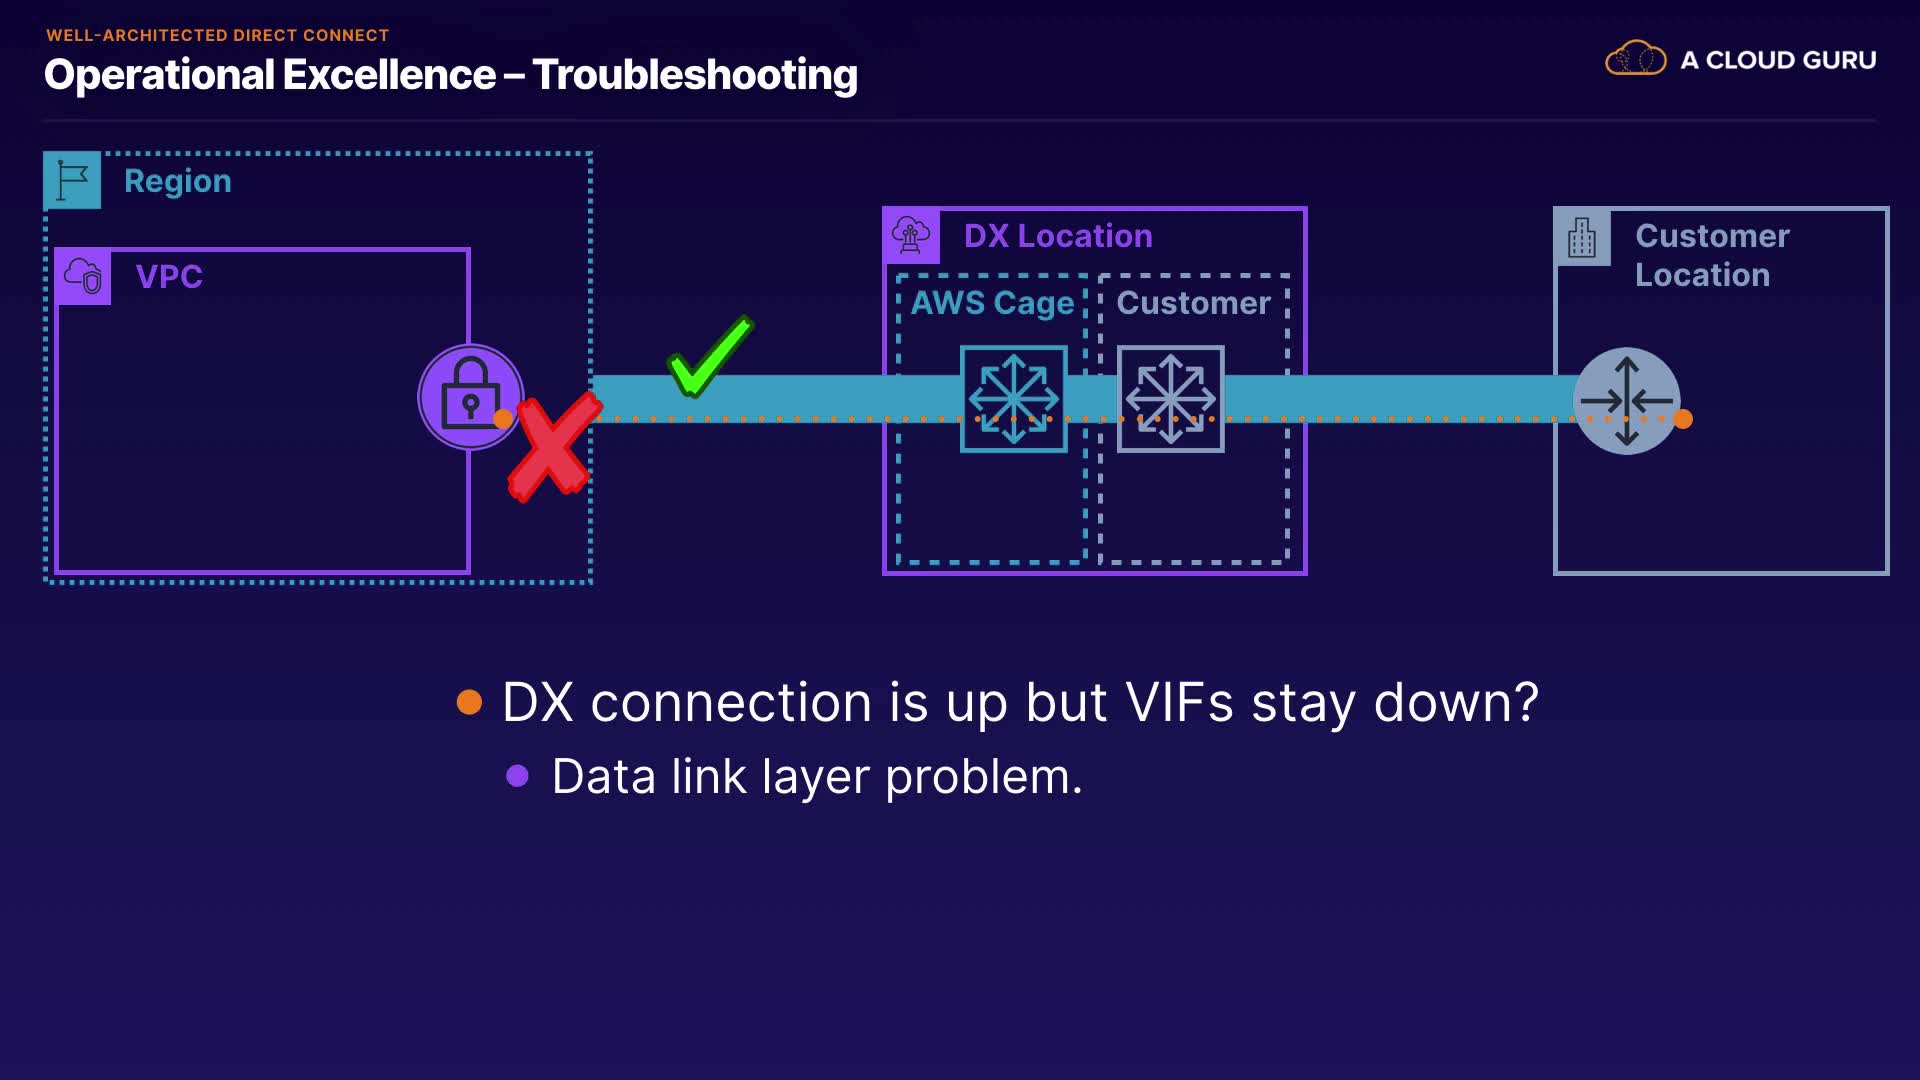 WELL-ARCHITECTED DIRECT CONNECT
Operational Excellence – Troubleshooting
A CLOUD GURU
Region
VPC
DX Location
AWS Cage
Customer
Customer
Location
DX connection is up but VIFs stay down?
Data link layer problem.